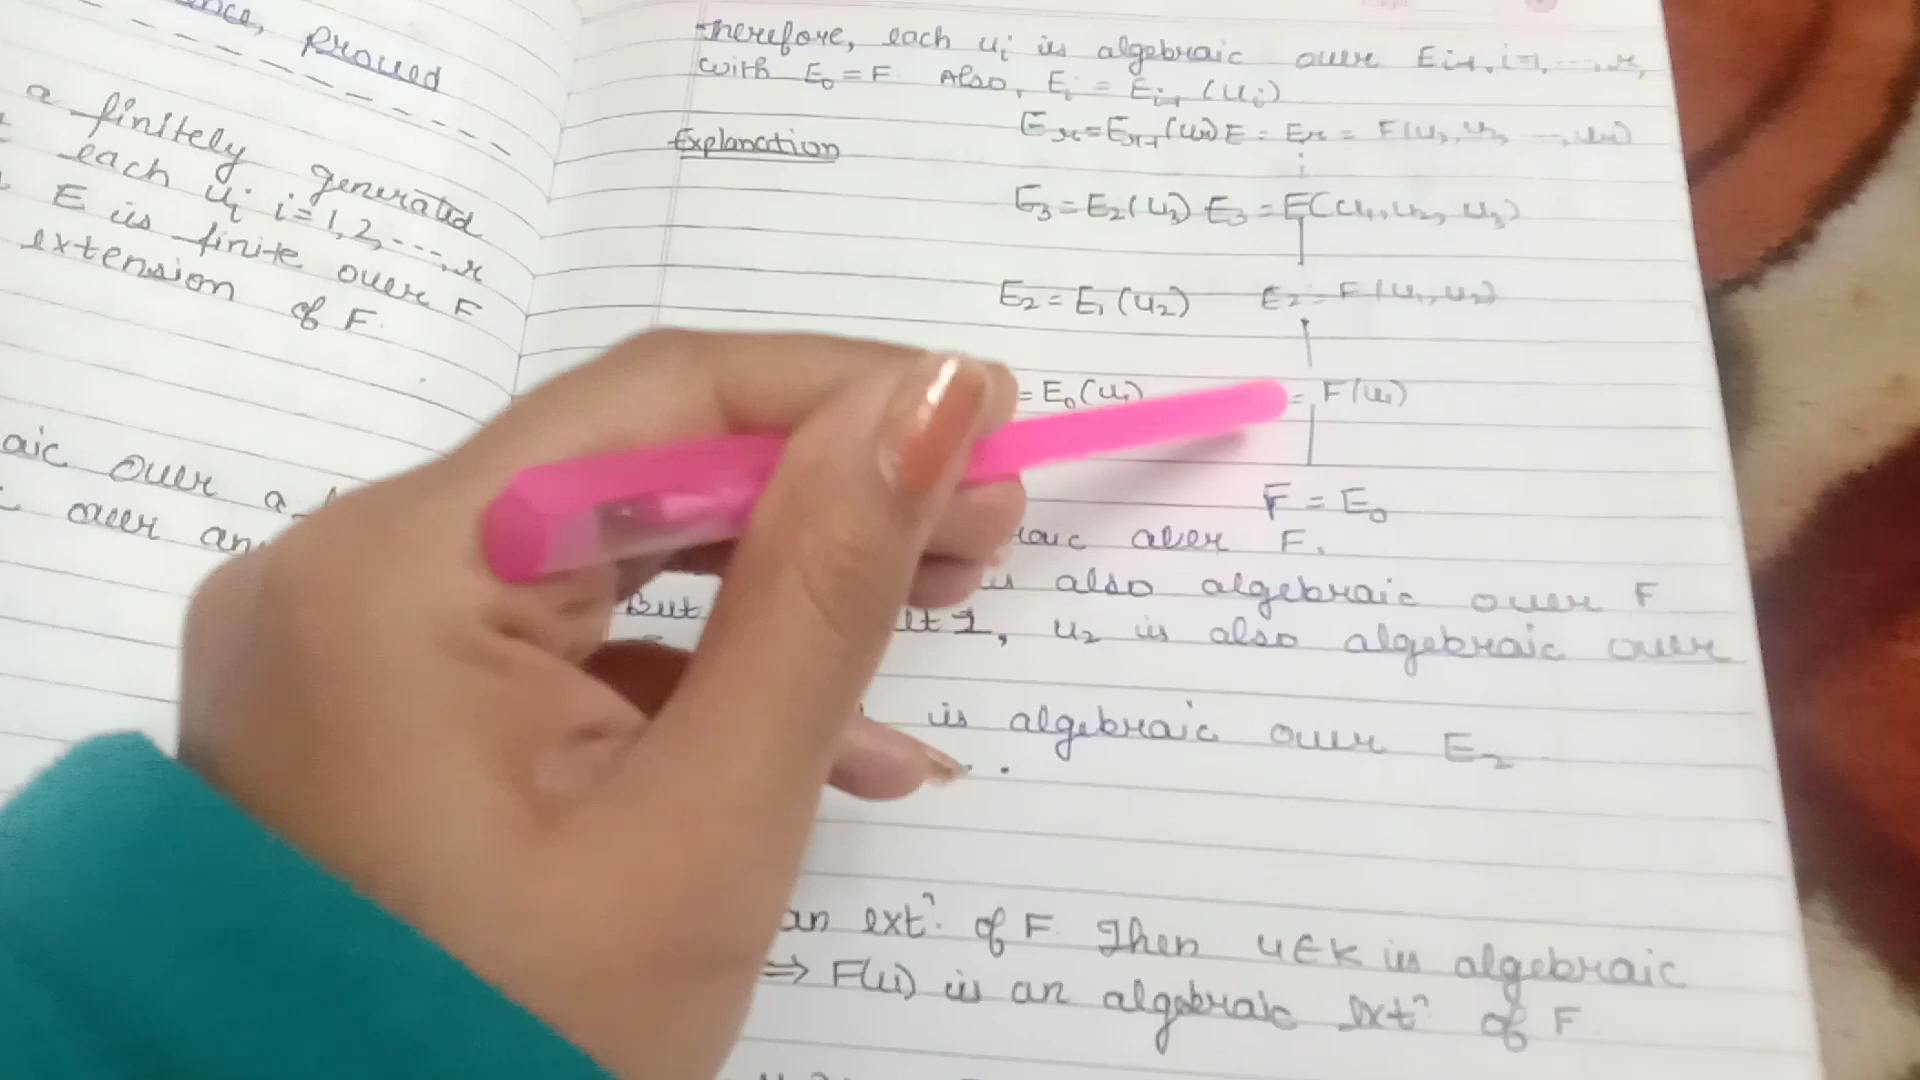 Proved
a finitely generated
each ui i=1,2,---,r
E is finite over F
extension of F.
aic over a
over an
therefore, each ui is algebraic over Ei-1, i=1,---,r,
with E0 = F. Also, Ei = Ei-1 (ui)
Er = Er-1 (ur) E = Er = F(u1, u2, ---, ur)
Explanation
E3 = E2(u3) E3 = F(u1, u2, u3)
E2 = E1 (u2) E2 = F(u1, u2)
= E0 (u1) = F(u1)
F = E0
raic over F.
is also algebraic over F
But lt 1, u2 is also algebraic over
is algebraic over E2
an extn. of F. Then u∈K is algebraic
⇒ F(u) is an algebraic extn of F